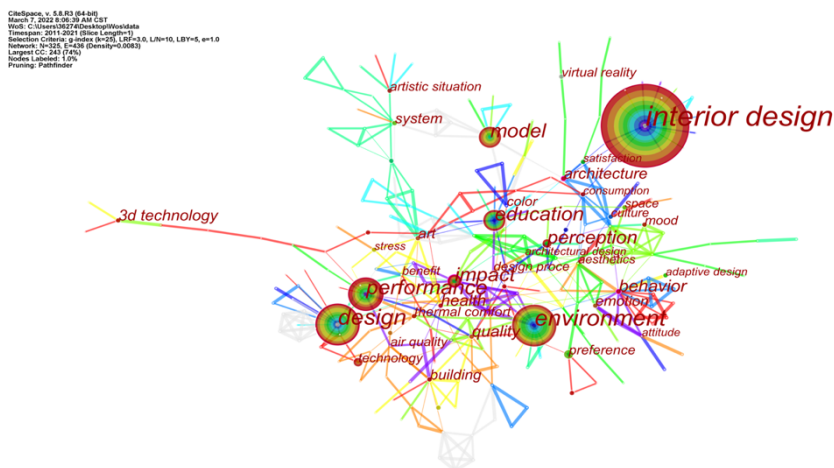 CiteSpace, v. 5.8.R3 (64-bit)
March 7, 2022 8:06:39 AM CST
WoS: C:\Users\36274\Desktop\Wos\data
Timespan: 2011-2021 (Slice Length=1)
Selection Criteria: g-index (k=25), LRF=3.0, L/N=10, LBY=5, e=1.0
Network: N=325, E=436 (Density=0.0083)
Largest CC: 243 (74%)
Nodes Labeled: 1.0%
Pruning: Pathfinder
virtual reality
artistic situation
interior design
system
model
satisfaction
architecture
consumption
color
space
education
culture
3d technology
mood
art
perception
stress
architectural design
aesthetics
design proce
benefit
impact
adaptive design
performance
behavior
health
emotion
thermal comfort
design
environment
quality
attitude
air quality
preference
technology
building